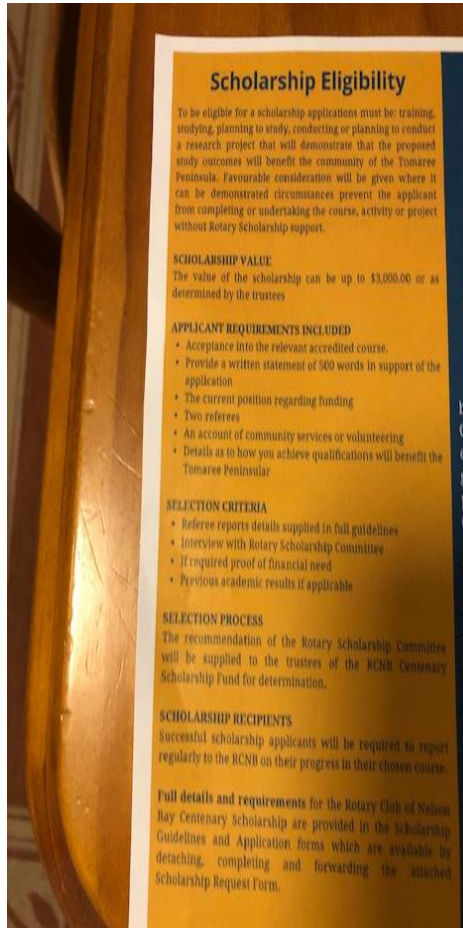 Scholarship Eligibility
To be eligible for a scholarship applications must be: training,
studying, planning to study, conducting or planning to conduct
a research project that will demonstrate that the proposed
study outcomes will benefit the community of the Tomaree
Peninsula. Favourable consideration will be given where it
can be demonstrated circumstances prevent the applicant
from completing or undertaking the course, activity or project
without Rotary Scholarship support.
SCHOLARSHIP VALUE
The value of the scholarship can be up to $3,000.00 or as
determined by the trustees
APPLICANT REQUIREMENTS INCLUDED
• Acceptance into the relevant accredited course.
• Provide a written statement of 500 words in support of the
application
• The current position regarding funding
• Two referees
• An account of community services or volunteering
• Details as to how you achieve qualifications will benefit the
Tomaree Peninsular
SELECTION CRITERIA
• Referee reports details supplied in full guidelines
• Interview with Rotary Scholarship Committee
• If required proof of financial need
• Previous academic results if applicable
SELECTION PROCESS
The recommendation of the Rotary Scholarship Committee
will be supplied to the trustees of the RCNB Centenary
Scholarship Fund for determination.
SCHOLARSHIP RECIPIENTS
Successful scholarship applicants will be required to report
regularly to the RCNB on their progress in their chosen course.
Full details and requirements for the Rotary Club of Nelson
Bay Centenary Scholarship are provided in the Scholarship
Guidelines and Application forms which are available by
detaching, completing and forwarding the attached
Scholarship Request Form.